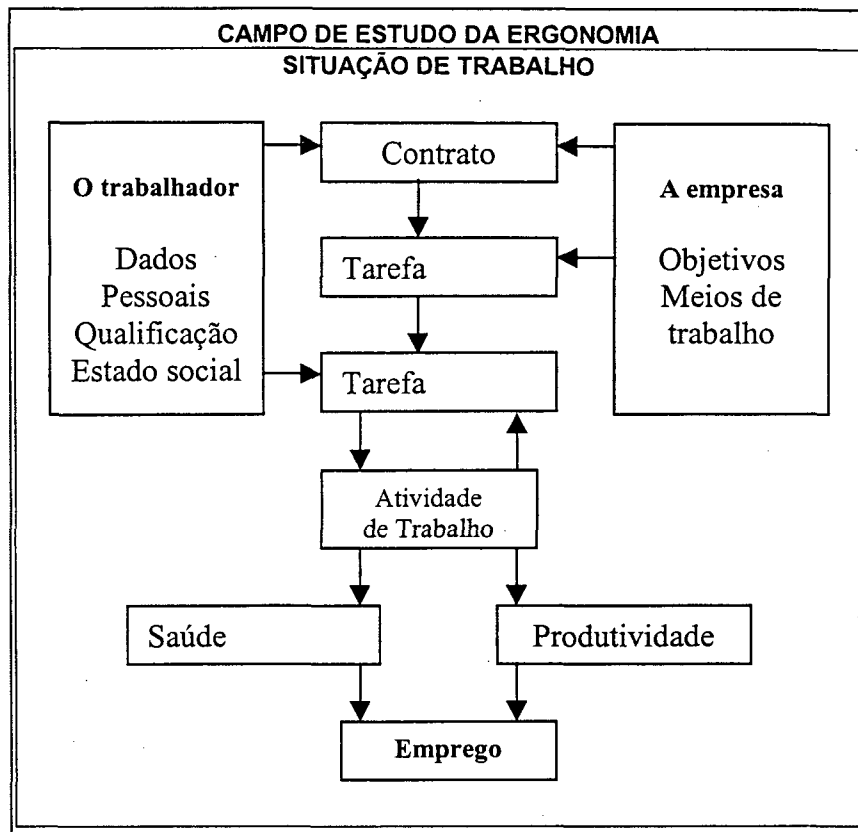 CAMPO DE ESTUDO DA ERGONOMIA
SITUAÇÃO DE TRABALHO
O trabalhador
Dados
Pessoais
Qualificação
Estado social
Contrato
Tarefa
Tarefa
A empresa
Objetivos
Meios de
trabalho
Atividade
de Trabalho
Saúde
Produtividade
Emprego